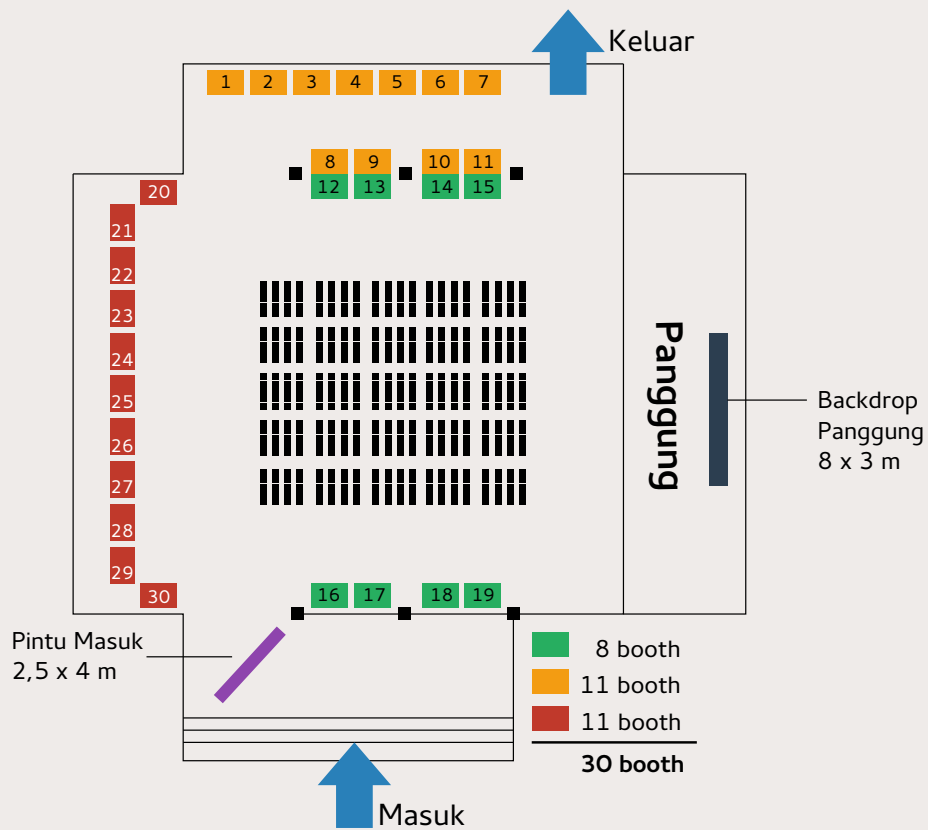 Keluar
1 2 3 4 5 6 7
8 9 10 11
12 13 14 15
20
21
22
23
24
25
26
27
28
29
30
Panggung
Backdrop
Panggung
8 x 3 m
16 17 18 19
Pintu Masuk
2,5 x 4 m
8 booth
11 booth
11 booth
30 booth
Masuk